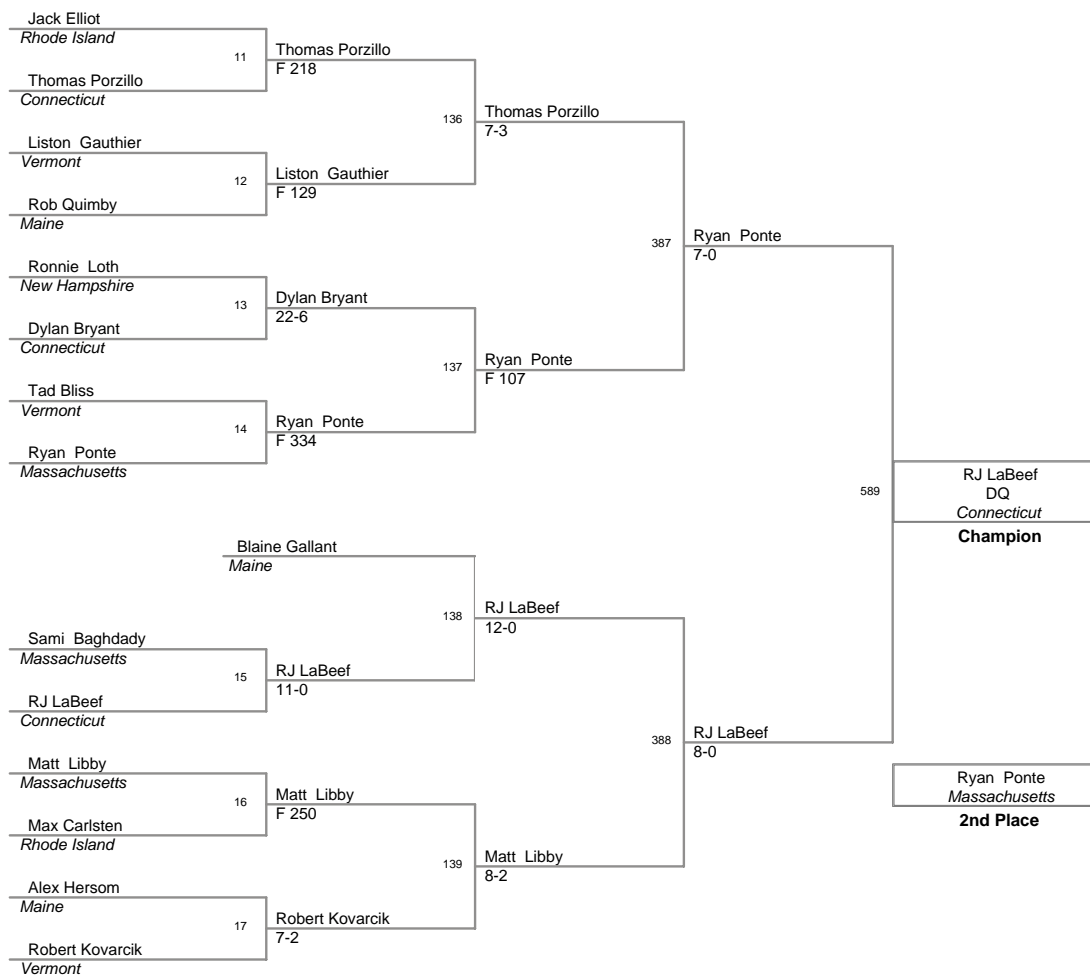 Jack Elliot
Rhode Island
11
Thomas Porzillo
F 218
Thomas Porzillo
Connecticut
136
Thomas Porzillo
7-3
Liston Gauthier
Vermont
12
Liston Gauthier
F 129
Rob Quimby
Maine
387
Ryan Ponte
7-0
Ronnie Loth
New Hampshire
13
Dylan Bryant
22-6
Dylan Bryant
Connecticut
137
Ryan Ponte
F 107
Tad Bliss
Vermont
14
Ryan Ponte
F 334
Ryan Ponte
Massachusetts
589
RJ LaBeef
DQ
Connecticut
Champion
Blaine Gallant
Maine
138
RJ LaBeef
12-0
Sami Baghdady
Massachusetts
15
RJ LaBeef
11-0
RJ LaBeef
Connecticut
388
RJ LaBeef
8-0
Matt Libby
Massachusetts
16
Matt Libby
F 250
Max Carlsten
Rhode Island
Ryan Ponte
Massachusetts
2nd Place
139
Matt Libby
8-2
Alex Hersom
Maine
17
Robert Kovarcik
7-2
Robert Kovarcik
Vermont